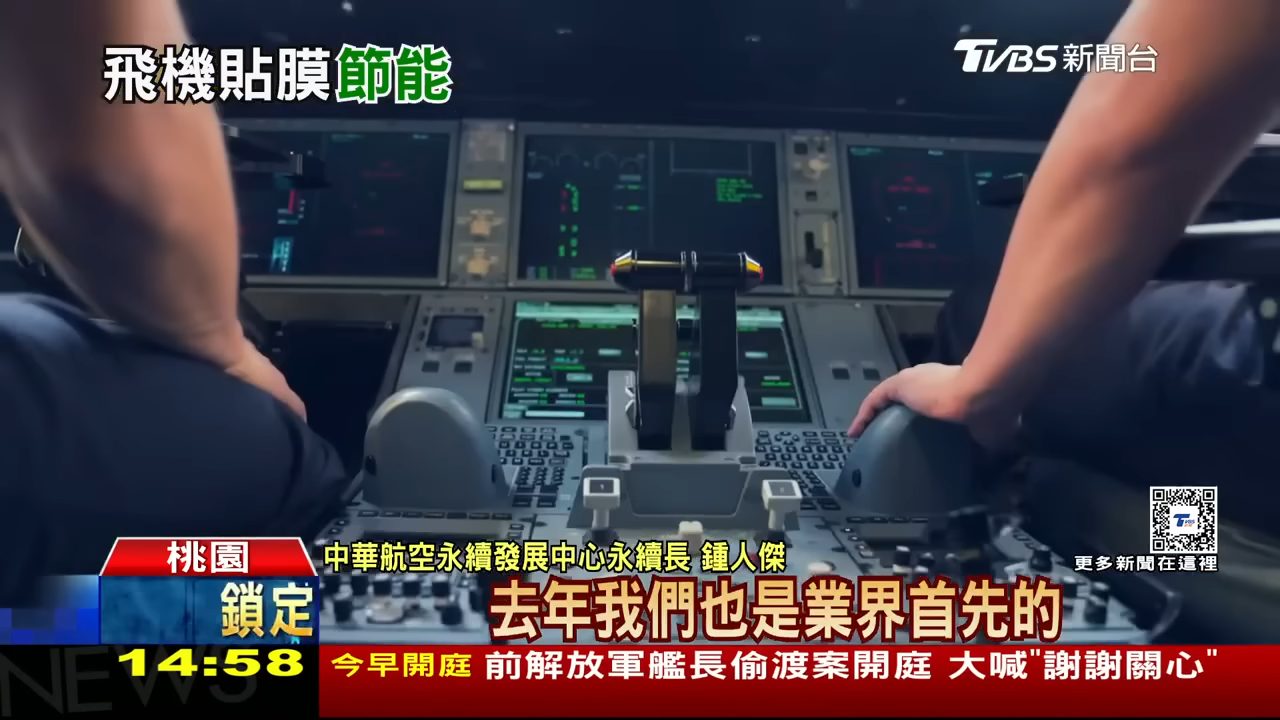 飛機貼膜節能
TVBS新聞台
更多新聞在這裡
桃園
中華航空永續發展中心永續長 鍾人傑
鎖定
去年我們也是業界首先的
14:58
今早開庭 前解放軍艦長偷渡案開庭 大喊"謝謝關心"
NEWS